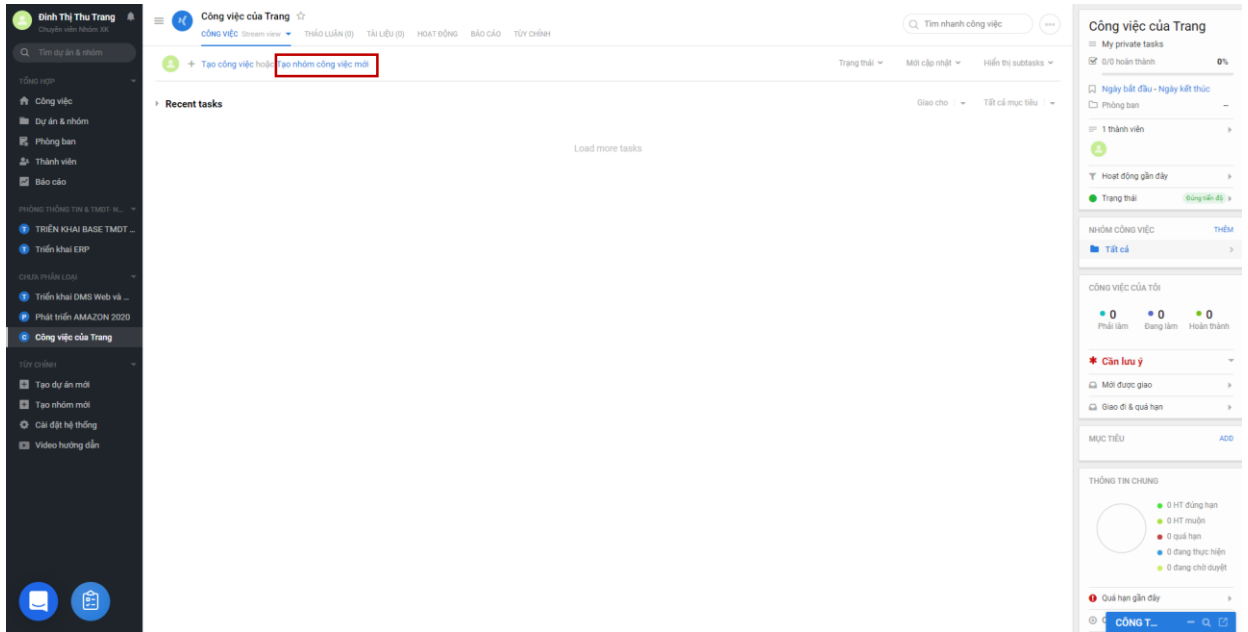 Đinh Thị Thu Trang
Chuyên viên Nhóm XK
Tìm dự án & nhóm
TỔNG HỢP
Công việc
Dự án & nhóm
Phòng ban
Thành viên
Báo cáo
PHÒNG THÔNG TIN & TMDT- N...
TRIỂN KHAI BASE TMDT ...
Triển khai ERP
CHƯA PHÂN LOẠI
Triển khai DMS Web và ...
Phát triển AMAZON 2020
Công việc của Trang
TÙY CHỈNH
Tạo dự án mới
Tạo nhóm mới
Cài đặt hệ thống
Video hướng dẫn
Công việc của Trang
CÔNG VIỆC Stream view THẢO LUẬN (0) TÀI LIỆU (0) HOẠT ĐỘNG BÁO CÁO TÙY CHỈNH
Tìm nhanh công việc
+ Tạo công việc hoặc Tạo nhóm công việc mới
Trạng thái Mới cập nhật Hiển thị subtasks
Recent tasks
Giao cho Tất cả mục tiêu
Load more tasks
Công việc của Trang
My private tasks
0/0 hoàn thành 0%
Ngày bắt đầu - Ngày kết thúc
Phòng ban --
1 thành viên
Hoạt động gần đây
Trạng thái Đúng tiến độ
NHÓM CÔNG VIỆC THÊM
Tất cả
CÔNG VIỆC CỦA TÔI
0 0 0
Phải làm Đang làm Hoàn thành
Cần lưu ý
Mới được giao
Giao đi & quá hạn
MỤC TIÊU ADD
THÔNG TIN CHUNG
0 HT đúng hạn
0 HT muộn
0 quá hạn
0 đang thực hiện
0 đang chờ duyệt
Quá hạn gần đây
CÔNG T...